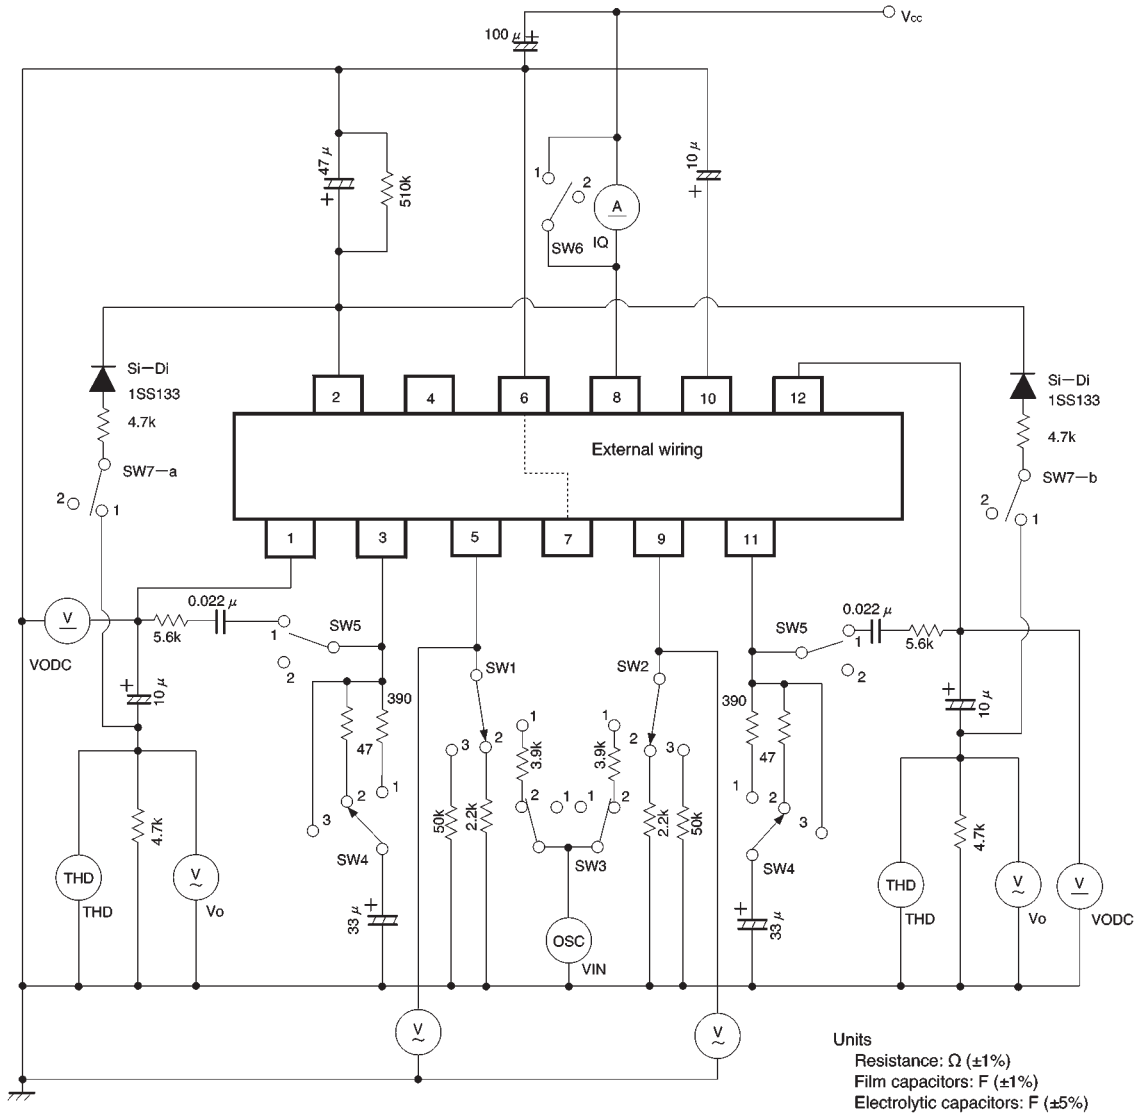 100 μ
+
Vcc
47 μ
+
510k
1
2
SW6
A
IQ
10 μ
+
Si–Di
1SS133
4.7k
SW7–a
2
1
2
4
6
8
10
12
External wiring
1
3
5
7
9
11
Si–Di
1SS133
4.7k
SW7–b
2
1
V
VODC
5.6k
0.022 μ
1
SW5
2
+
10 μ
390
47
1
2
3
SW4
+
33 μ
4.7k
THD
THD
V
~
Vo
SW1
2
3
50k
2.2k
1
3.9k
2
1
1
2
SW3
1
3.9k
OSC
VIN
SW2
2
3
2.2k
50k
V
~
V
~
SW5
0.022 μ
1
5.6k
2
390
47
1
2
3
SW4
+
33 μ
+
10 μ
4.7k
THD
THD
V
~
Vo
V
VODC
Units
Resistance: Ω (±1%)
Film capacitors: F (±1%)
Electrolytic capacitors: F (±5%)